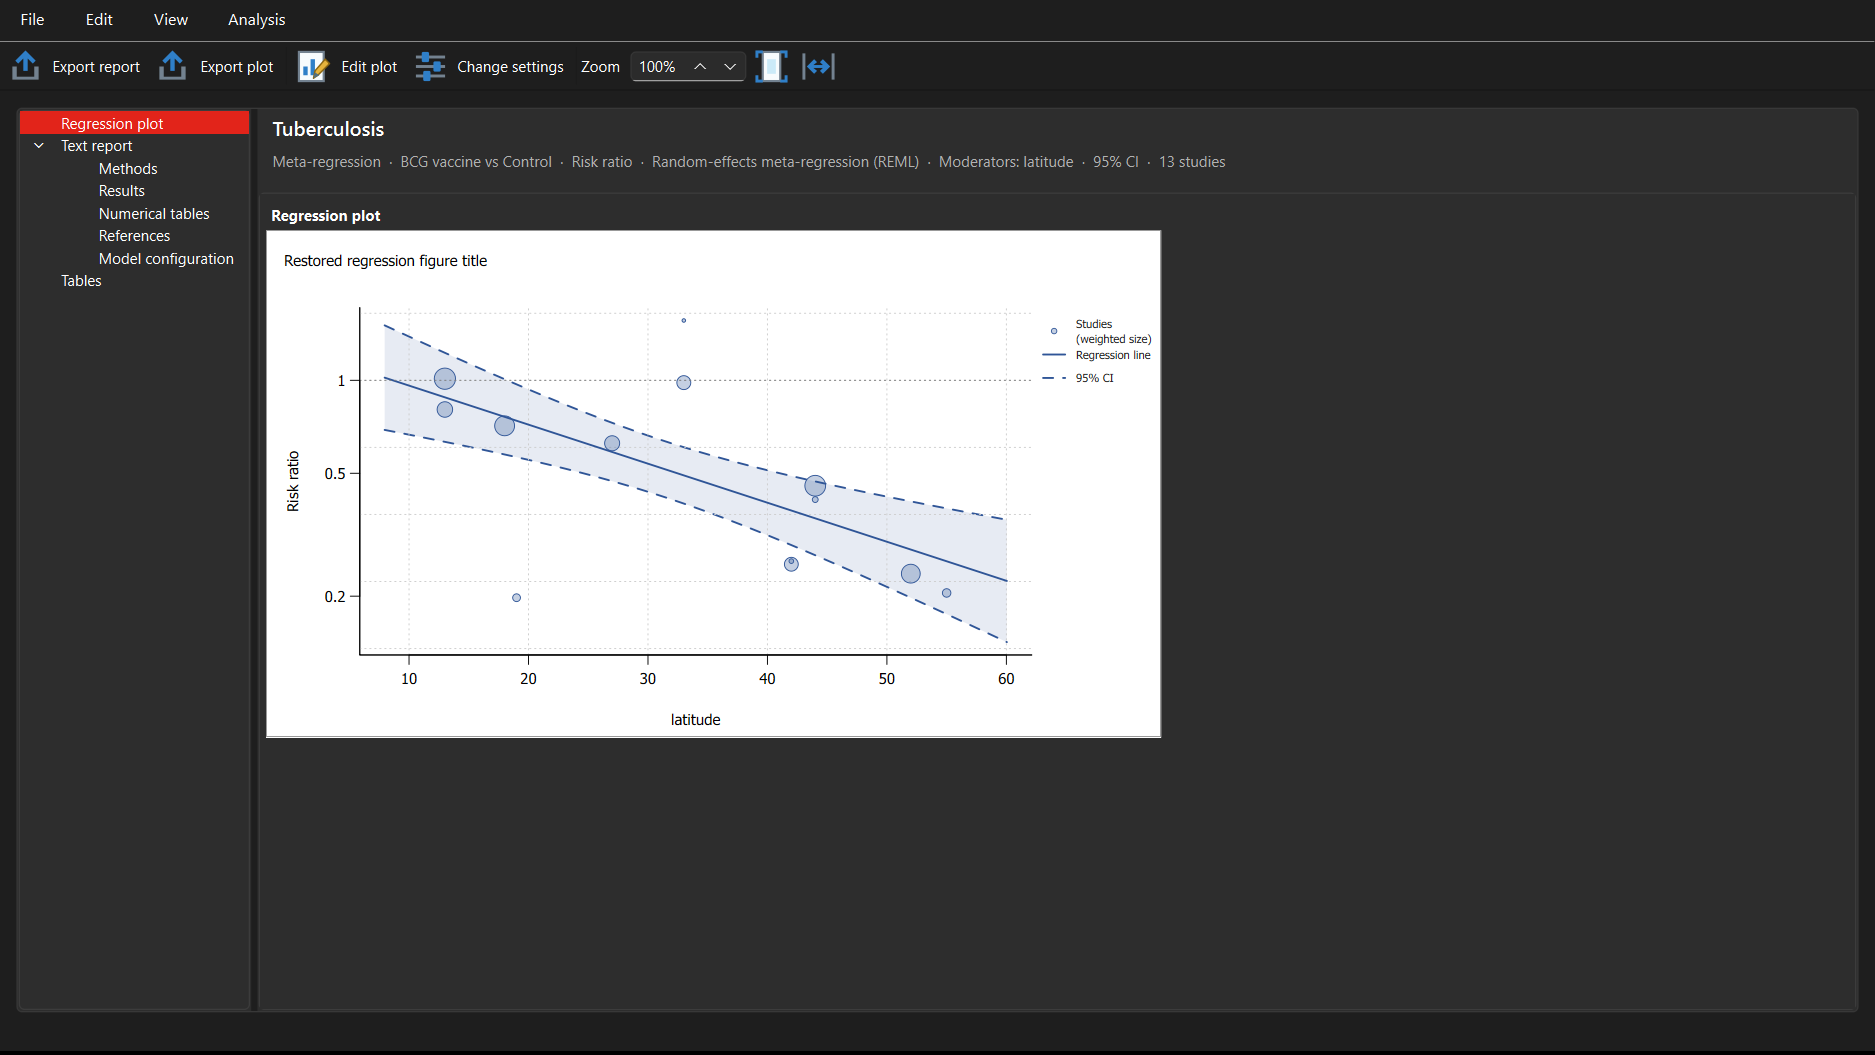 File Edit View Analysis
Export report Export plot Edit plot Change settings Zoom 100%
Regression plot
Text report
Methods
Results
Numerical tables
References
Model configuration
Tables
Tuberculosis
Meta-regression · BCG vaccine vs Control · Risk ratio · Random-effects meta-regression (REML) · Moderators: latitude · 95% CI · 13 studies
Regression plot
Restored regression figure title
Studies
(weighted size)
Regression line
95% CI
1
0.5
0.2
Risk ratio
10 20 30 40 50 60
latitude